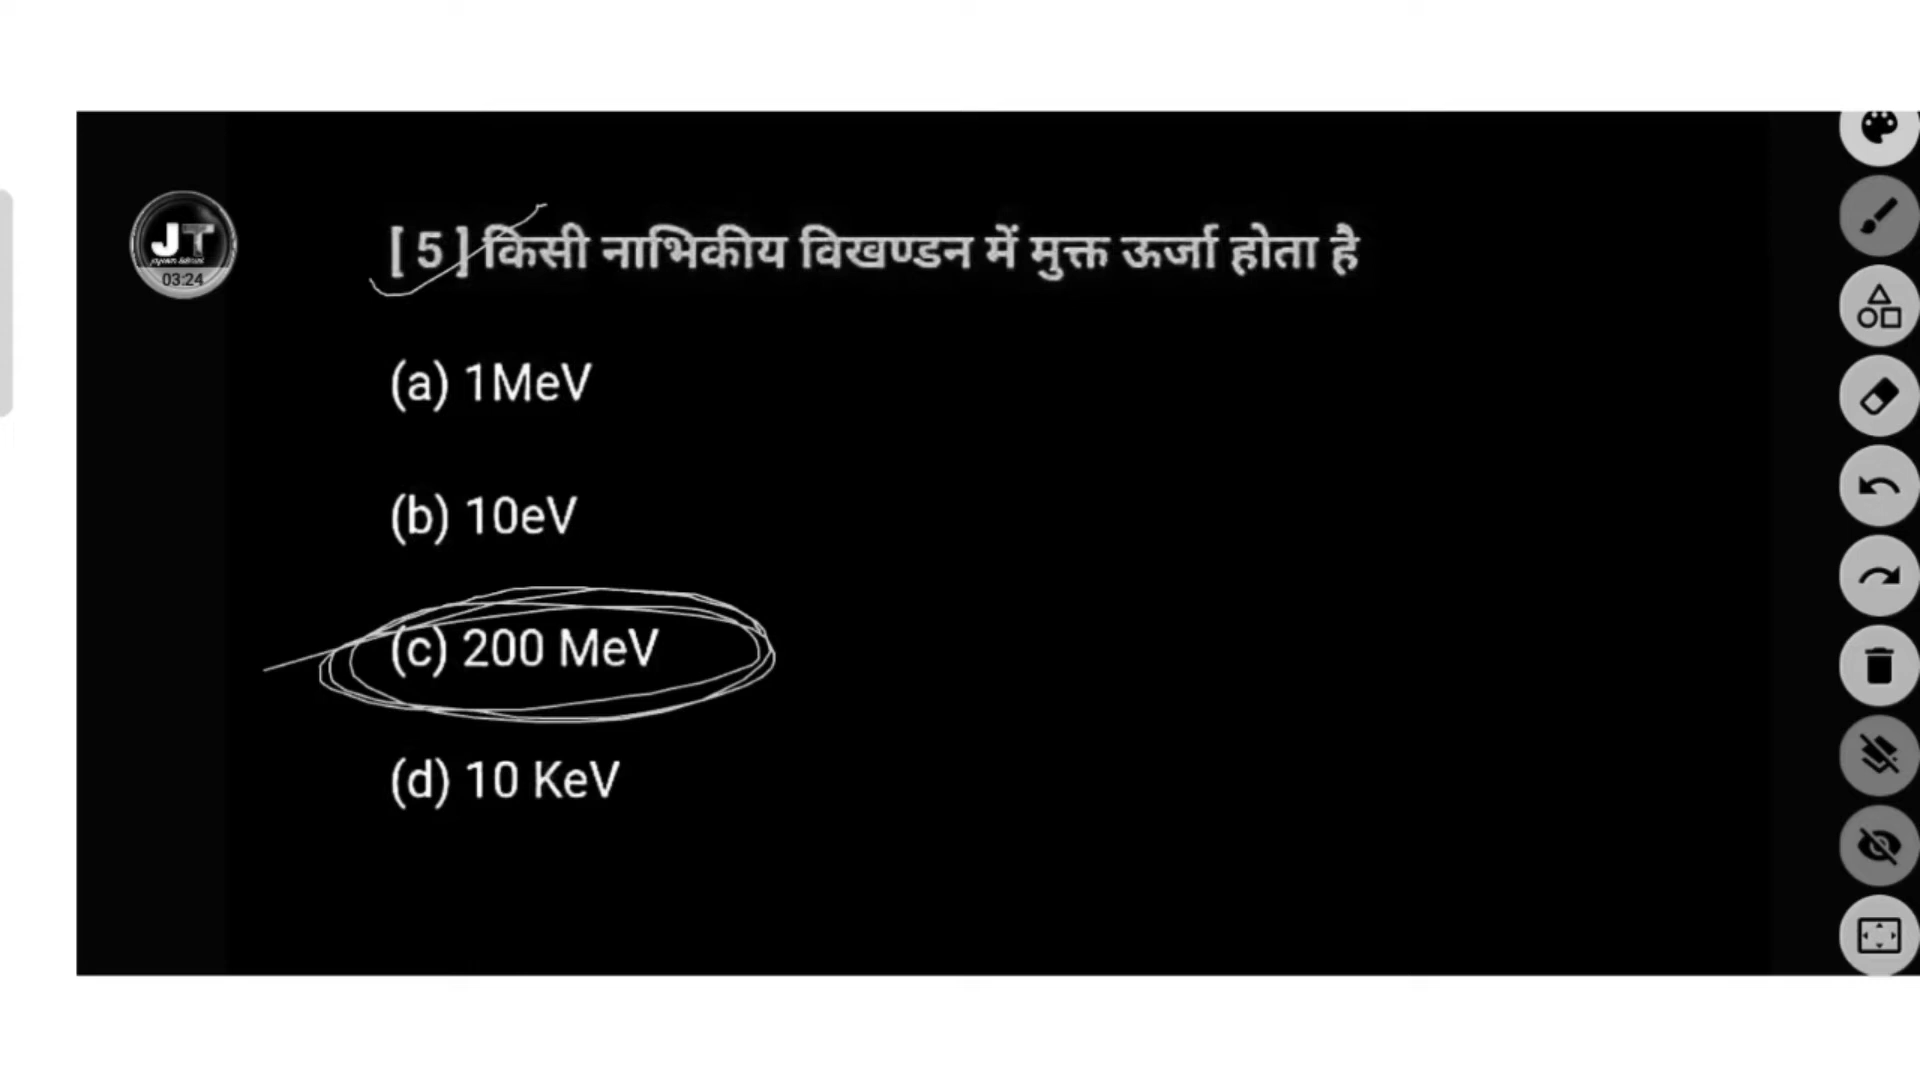 JT
03:24
[ 5 ] किसी नाभिकीय विखण्डन में मुक्त ऊर्जा होता है
(a) 1MeV
(b) 10eV
(c) 200 MeV
(d) 10 KeV